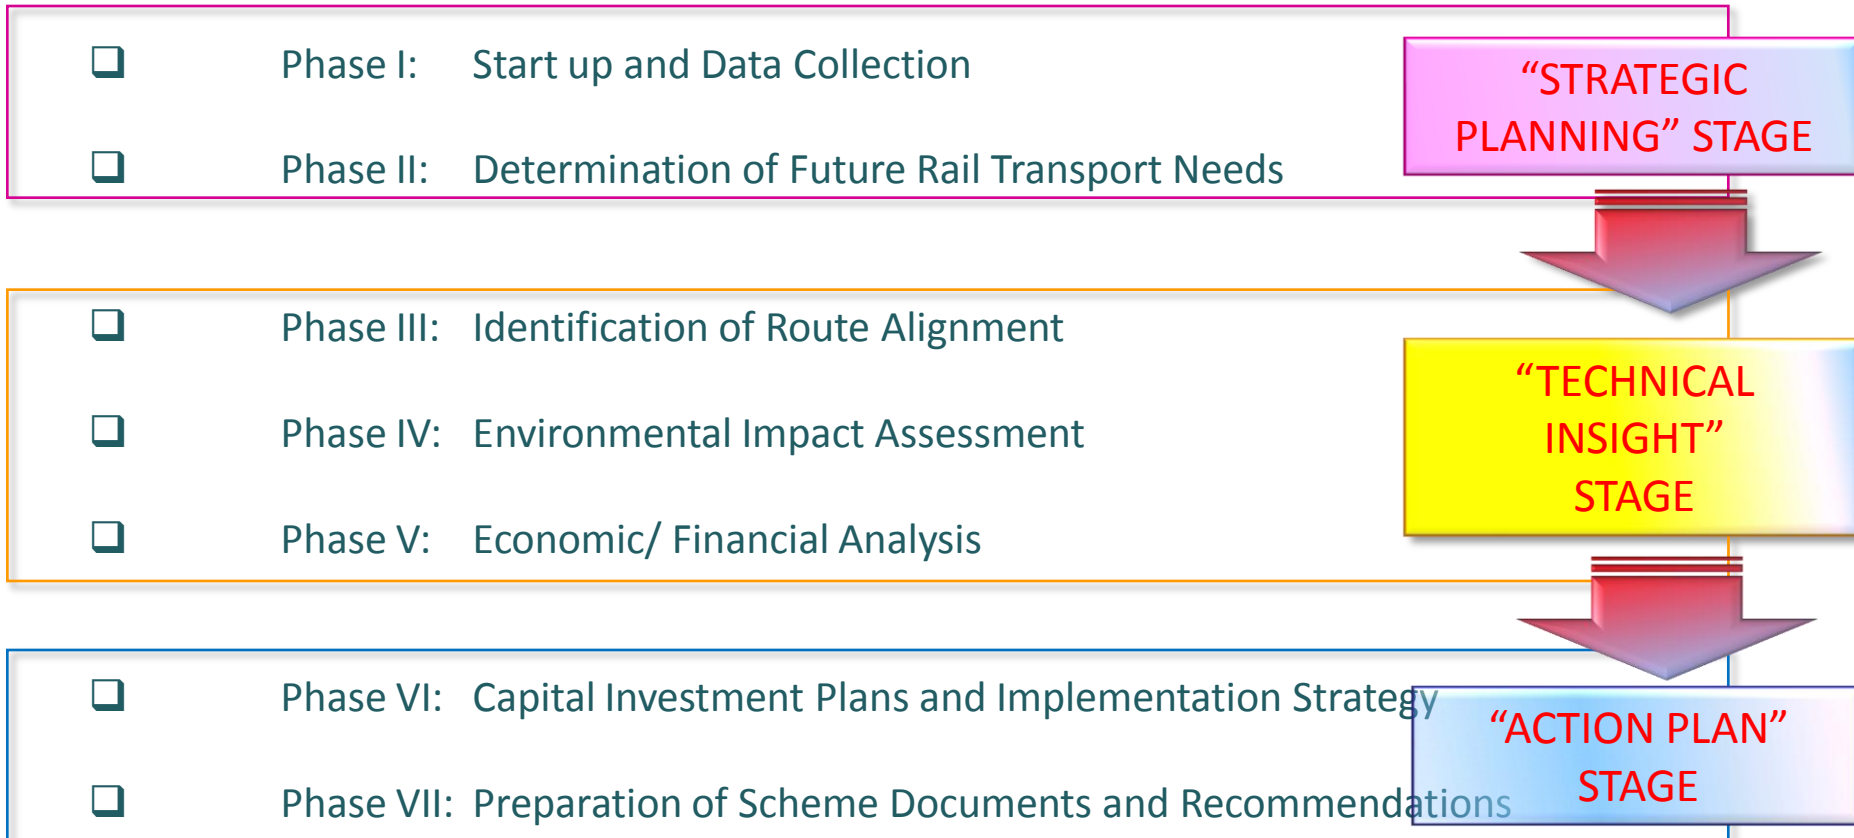 Phase I: Start up and Data Collection
Phase II: Determination of Future Rail Transport Needs
“STRATEGIC
PLANNING” STAGE
Phase III: Identification of Route Alignment
Phase IV: Environmental Impact Assessment
Phase V: Economic/ Financial Analysis
“TECHNICAL
INSIGHT”
STAGE
Phase VI: Capital Investment Plans and Implementation Strategy
Phase VII: Preparation of Scheme Documents and Recommendations
“ACTION PLAN”
STAGE